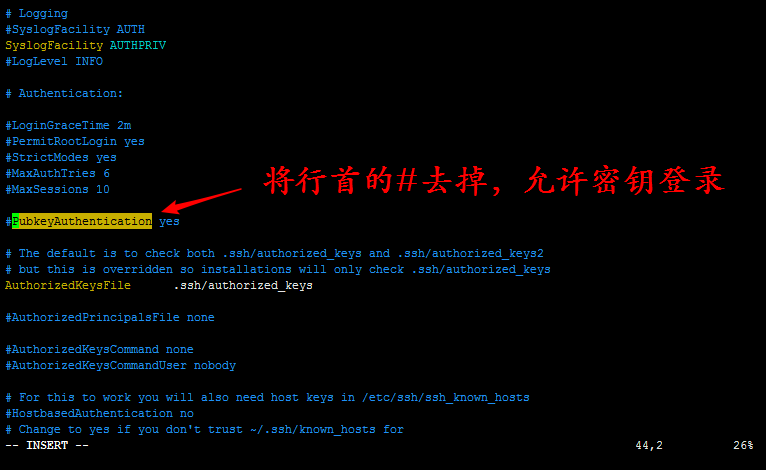 # Logging
#SyslogFacility AUTH
SyslogFacility AUTHPRIV
#LogLevel INFO
# Authentication:
#LoginGraceTime 2m
#PermitRootLogin yes
#StrictModes yes
#MaxAuthTries 6
#MaxSessions 10
将行首的#去掉，允许密钥登录
#PubkeyAuthentication yes
# The default is to check both .ssh/authorized_keys and .ssh/authorized_keys2
# but this is overridden so installations will only check .ssh/authorized_keys
AuthorizedKeysFile      .ssh/authorized_keys
#AuthorizedPrincipalsFile none
#AuthorizedKeysCommand none
#AuthorizedKeysCommandUser nobody
# For this to work you will also need host keys in /etc/ssh/ssh_known_hosts
#HostbasedAuthentication no
# Change to yes if you don't trust ~/.ssh/known_hosts for
-- INSERT -- 44,2 26%